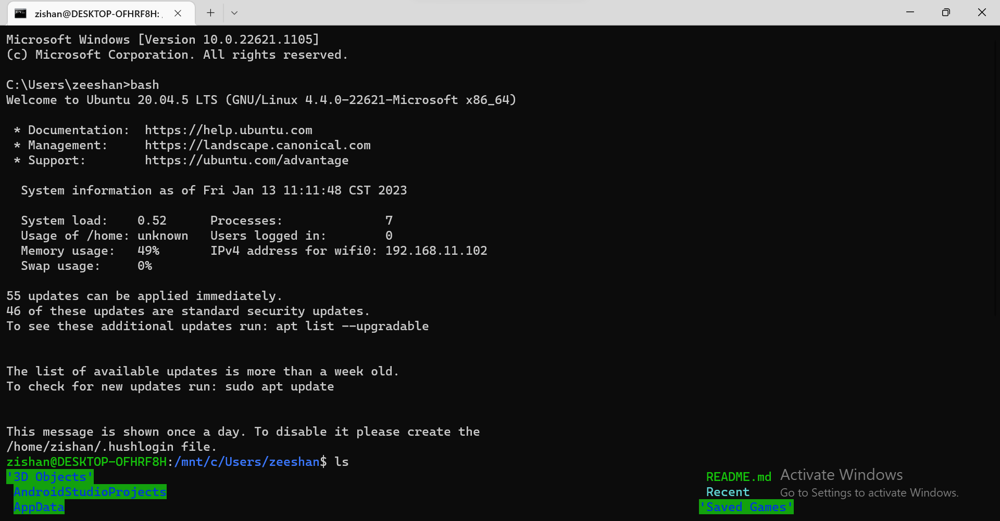 zishan@DESKTOP-OFHRF8H:
Microsoft Windows [Version 10.0.22621.1105]
(c) Microsoft Corporation. All rights reserved.
C:\Users\zeeshan>bash
Welcome to Ubuntu 20.04.5 LTS (GNU/Linux 4.4.0-22621-Microsoft x86_64)
* Documentation:  https://help.ubuntu.com
* Management:     https://landscape.canonical.com
* Support:        https://ubuntu.com/advantage
System information as of Fri Jan 13 11:11:48 CST 2023
System load:    0.52      Processes:              7
Usage of /home: unknown   Users logged in:        0
Memory usage:   49%       IPv4 address for wifi0: 192.168.11.102
Swap usage:     0%
55 updates can be applied immediately.
46 of these updates are standard security updates.
To see these additional updates run: apt list --upgradable
The list of available updates is more than a week old.
To check for new updates run: sudo apt update
This message is shown once a day. To disable it please create the
/home/zishan/.hushlogin file.
zishan@DESKTOP-OFHRF8H:/mnt/c/Users/zeeshan$ ls
'3D Objects' README.md
AndroidStudioProjects Recent
AppData 'Saved Games'
Activate Windows
Go to Settings to activate Windows.